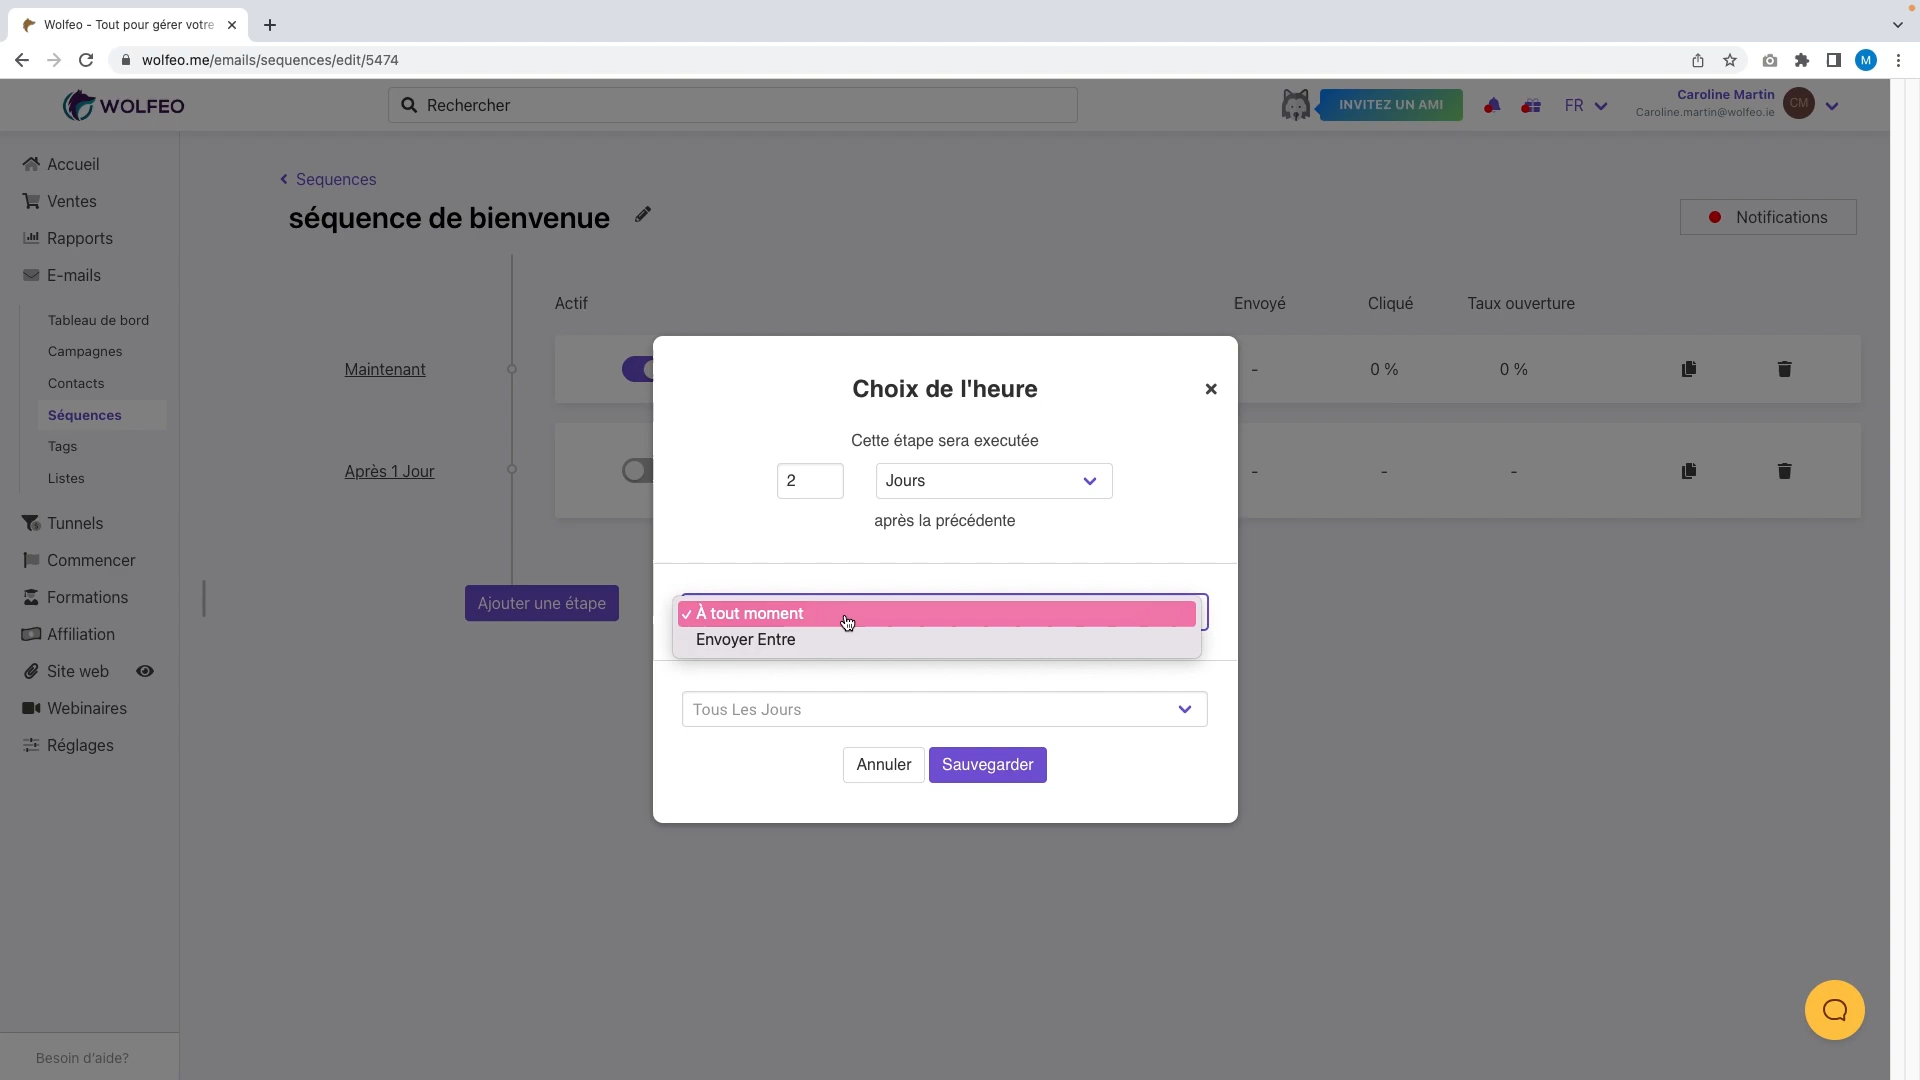 Wolfeo - Tout pour gérer votre
wolfeo.me/emails/sequences/edit/5474
M
WOLFEO
Rechercher
INVITEZ UN AMI
FR
Caroline Martin
Caroline.martin@wolfeo.ie
CM
Accueil
Ventes
Rapports
E-mails
Tableau de bord
Campagnes
Contacts
Séquences
Tags
Listes
Tunnels
Commencer
Formations
Affiliation
Site web
Webinaires
Réglages
Besoin d'aide?
Sequences
séquence de bienvenue
Notifications
Actif
Envoyé
Cliqué
Taux ouverture
Maintenant
-
0 %
0 %
Après 1 Jour
-
-
-
Ajouter une étape
Choix de l'heure
Cette étape sera executée
2
Jours
après la précédente
✓ À tout moment
Envoyer Entre
Tous Les Jours
Annuler
Sauvegarder